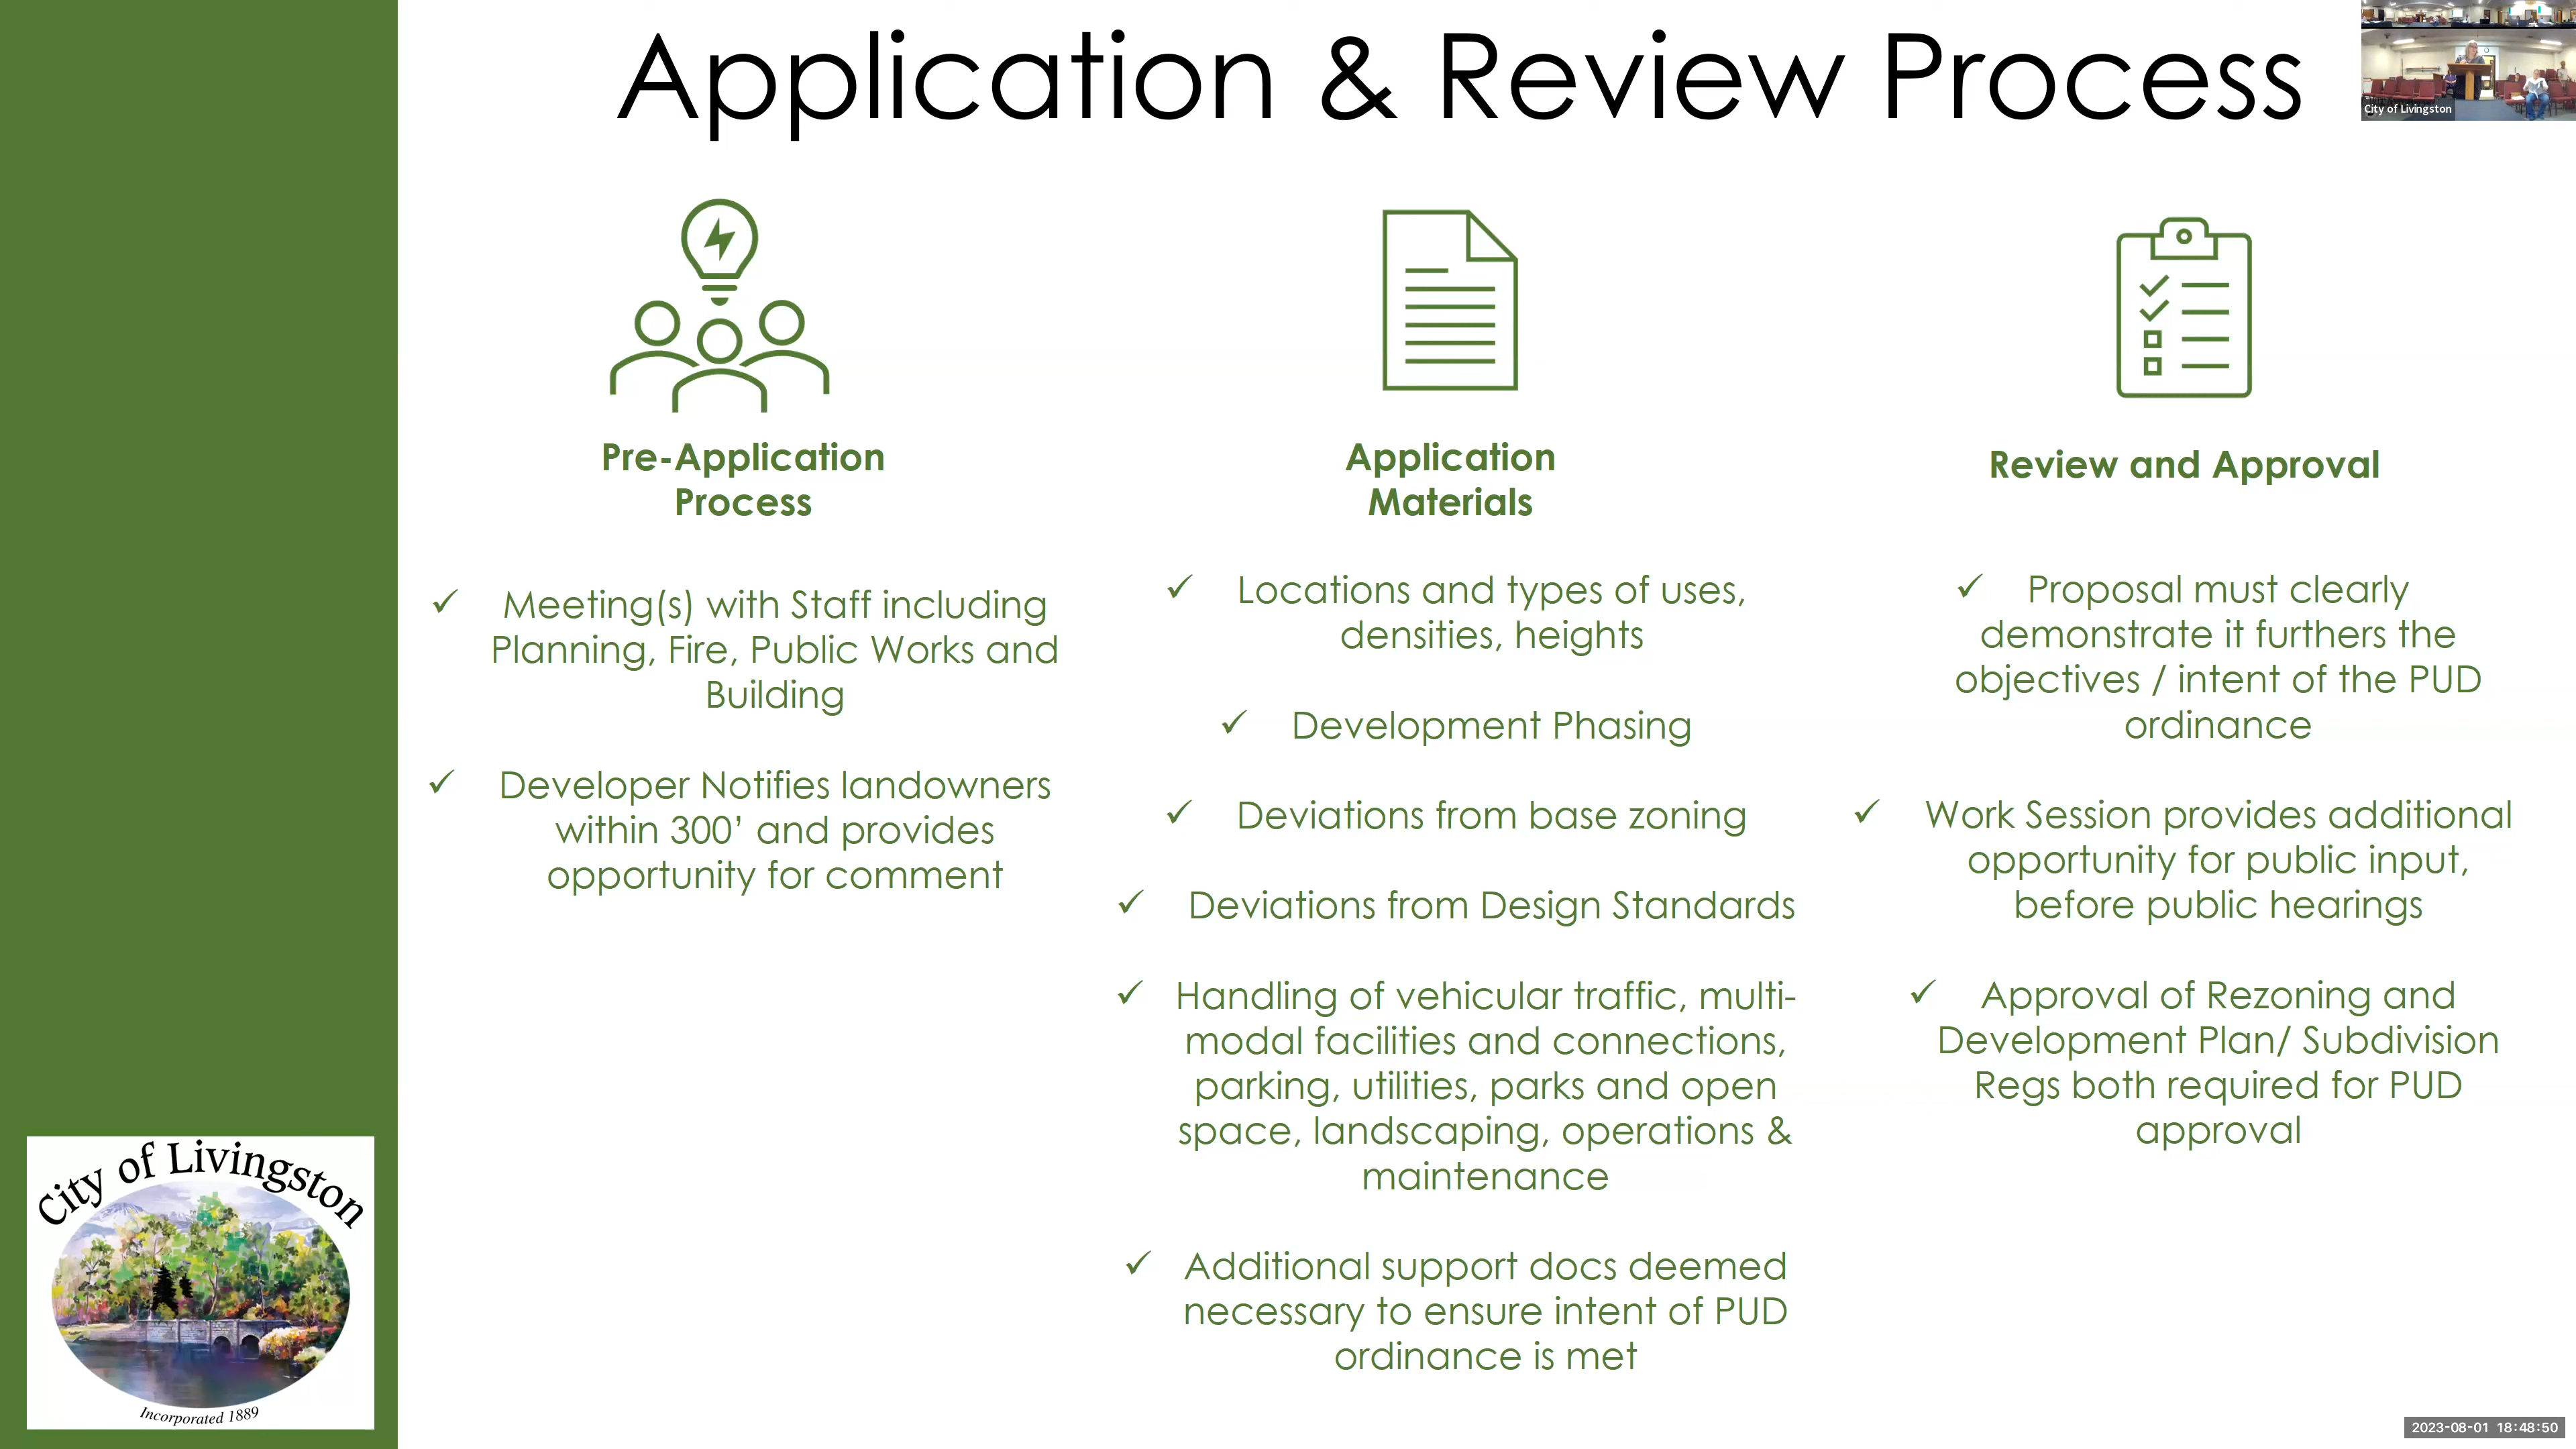 Application & Review Process
City of Livingston
Pre-Application
Process
✓ Meeting(s) with Staff including
Planning, Fire, Public Works and
Building
✓ Developer Notifies landowners
within 300’ and provides
opportunity for comment
Application
Materials
✓ Locations and types of uses,
densities, heights
✓ Development Phasing
✓ Deviations from base zoning
✓ Deviations from Design Standards
✓ Handling of vehicular traffic, multi-
modal facilities and connections,
parking, utilities, parks and open
space, landscaping, operations &
maintenance
✓ Additional support docs deemed
necessary to ensure intent of PUD
ordinance is met
Review and Approval
✓ Proposal must clearly
demonstrate it furthers the
objectives / intent of the PUD
ordinance
✓ Work Session provides additional
opportunity for public input,
before public hearings
✓ Approval of Rezoning and
Development Plan/ Subdivision
Regs both required for PUD
approval
City of Livingston
Incorporated 1889
2023-08-01 18:48:50